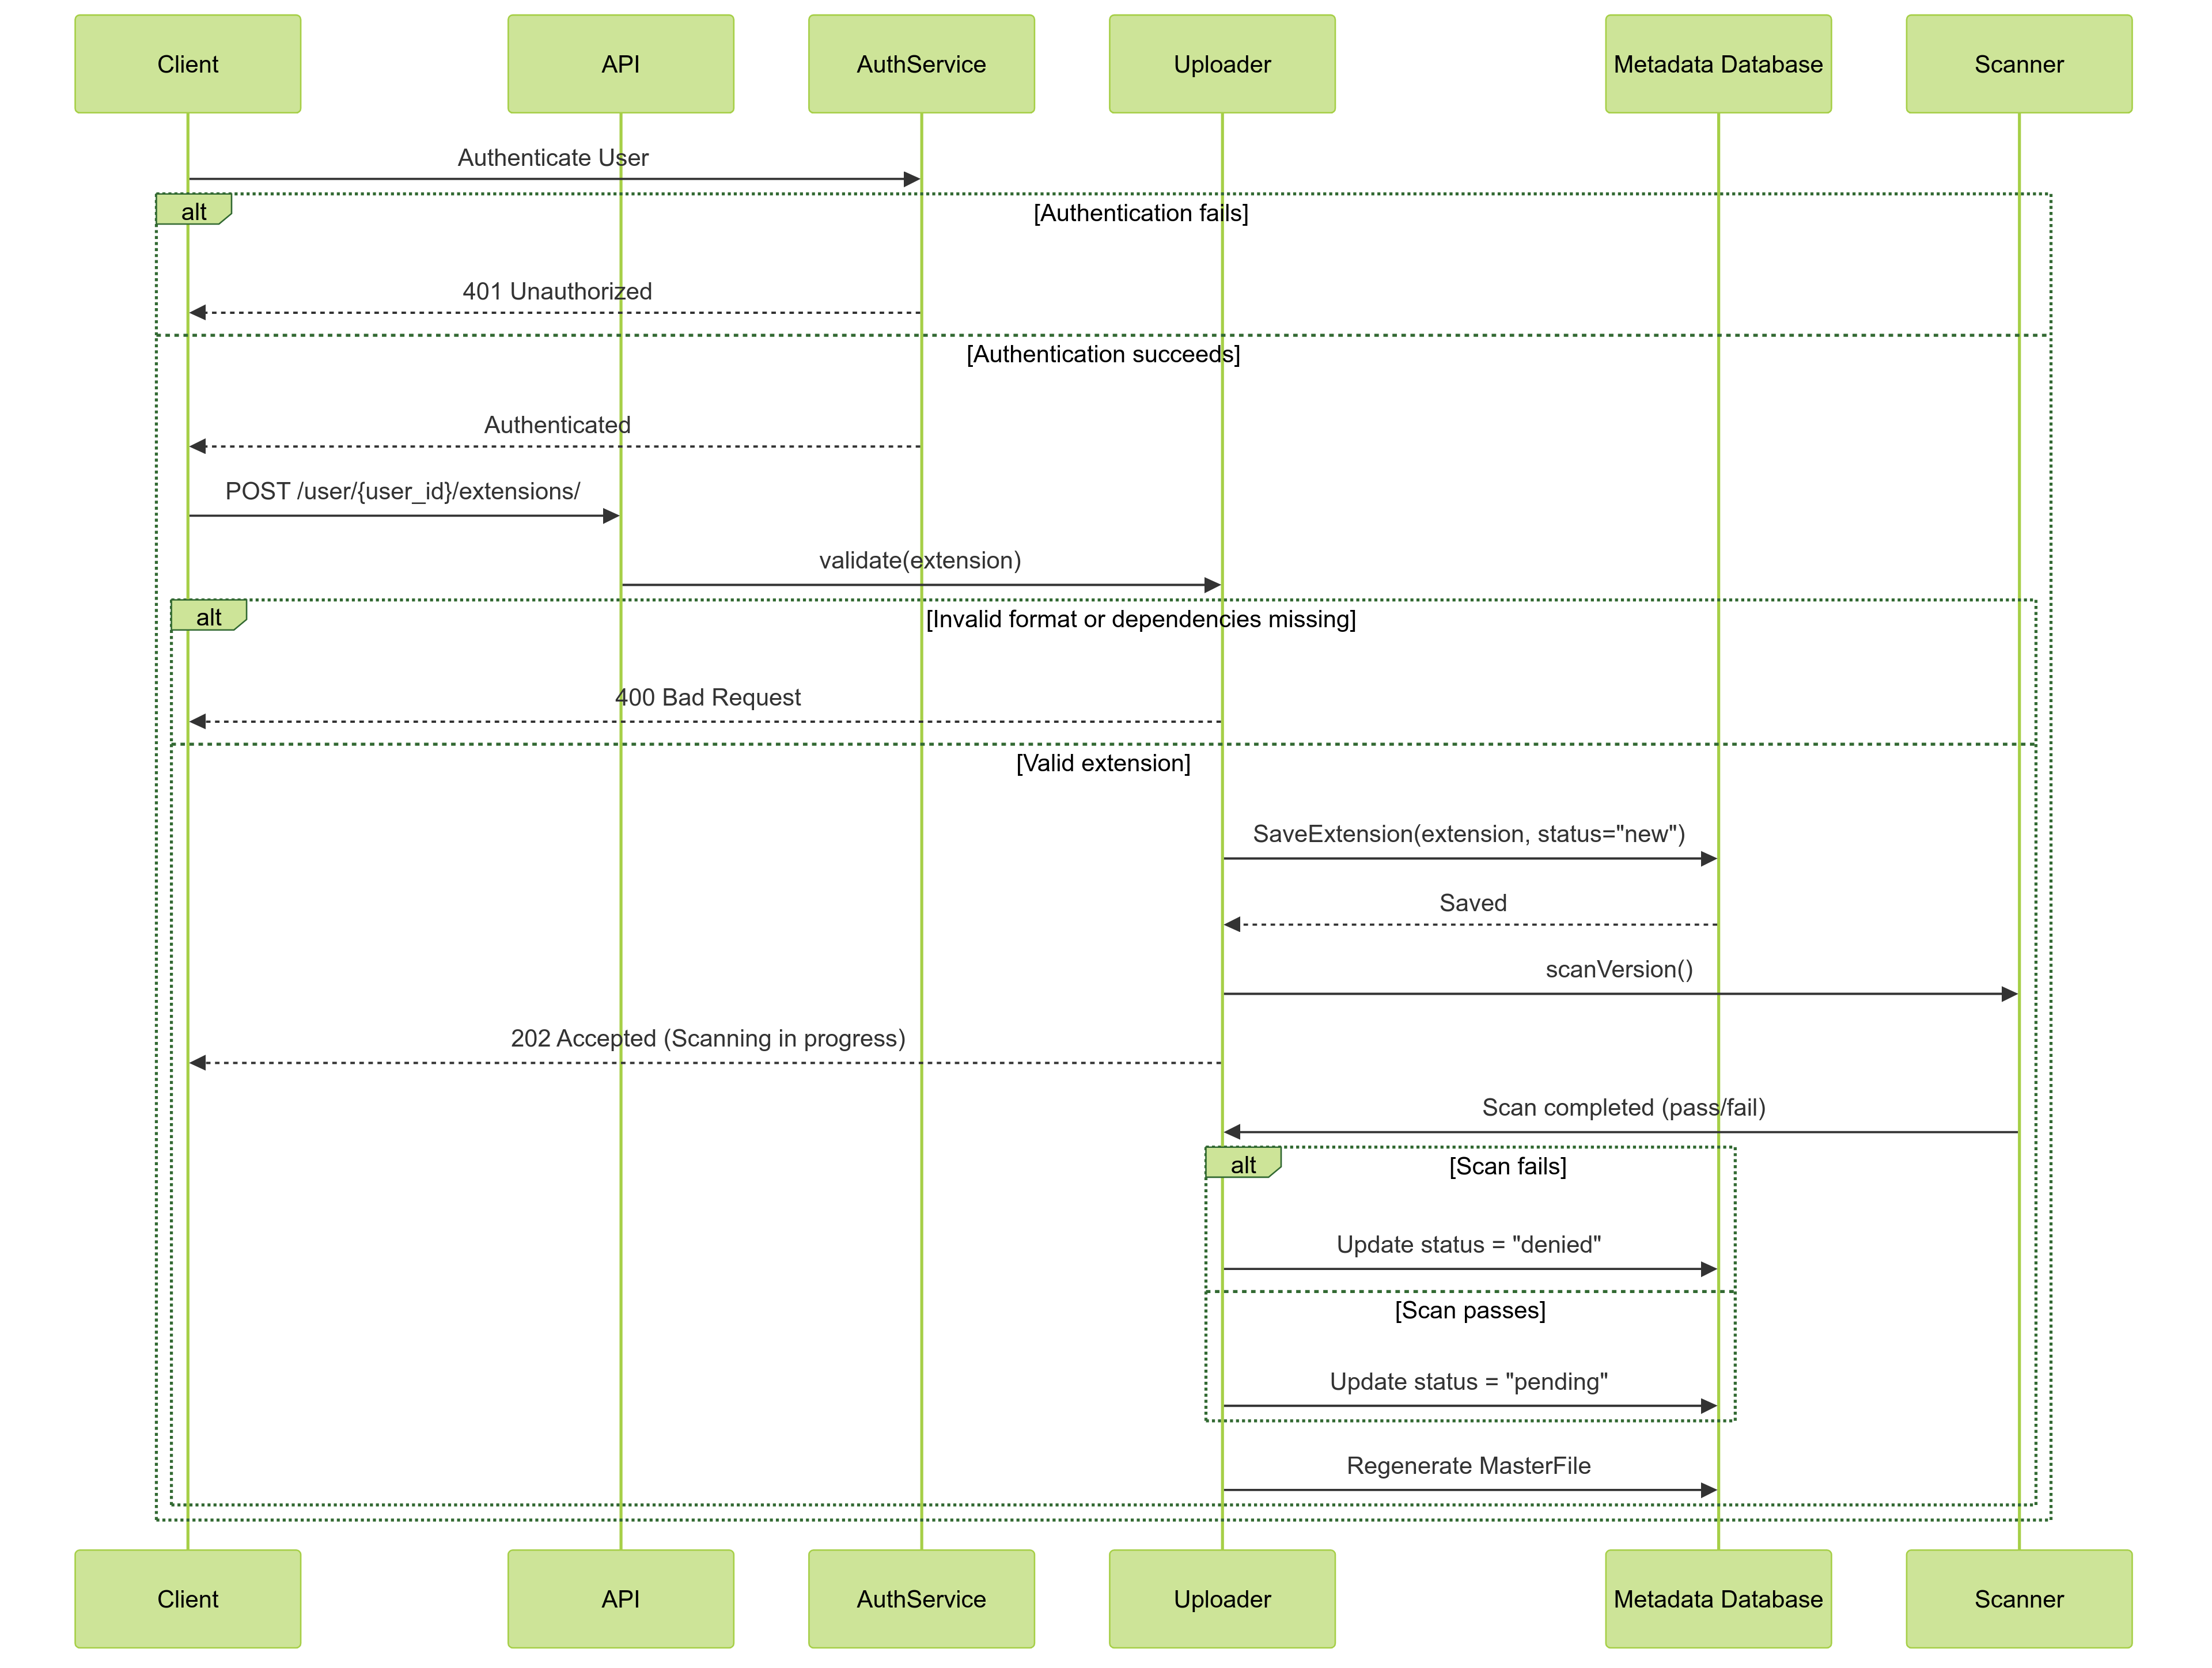 Client
API
AuthService
Uploader
Metadata Database
Scanner
Authenticate User
alt
[Authentication fails]
401 Unauthorized
[Authentication succeeds]
Authenticated
POST /user/{user_id}/extensions/
validate(extension)
alt
[Invalid format or dependencies missing]
400 Bad Request
[Valid extension]
SaveExtension(extension, status="new")
Saved
scanVersion()
202 Accepted (Scanning in progress)
Scan completed (pass/fail)
alt
[Scan fails]
Update status = "denied"
[Scan passes]
Update status = "pending"
Regenerate MasterFile
Client
API
AuthService
Uploader
Metadata Database
Scanner